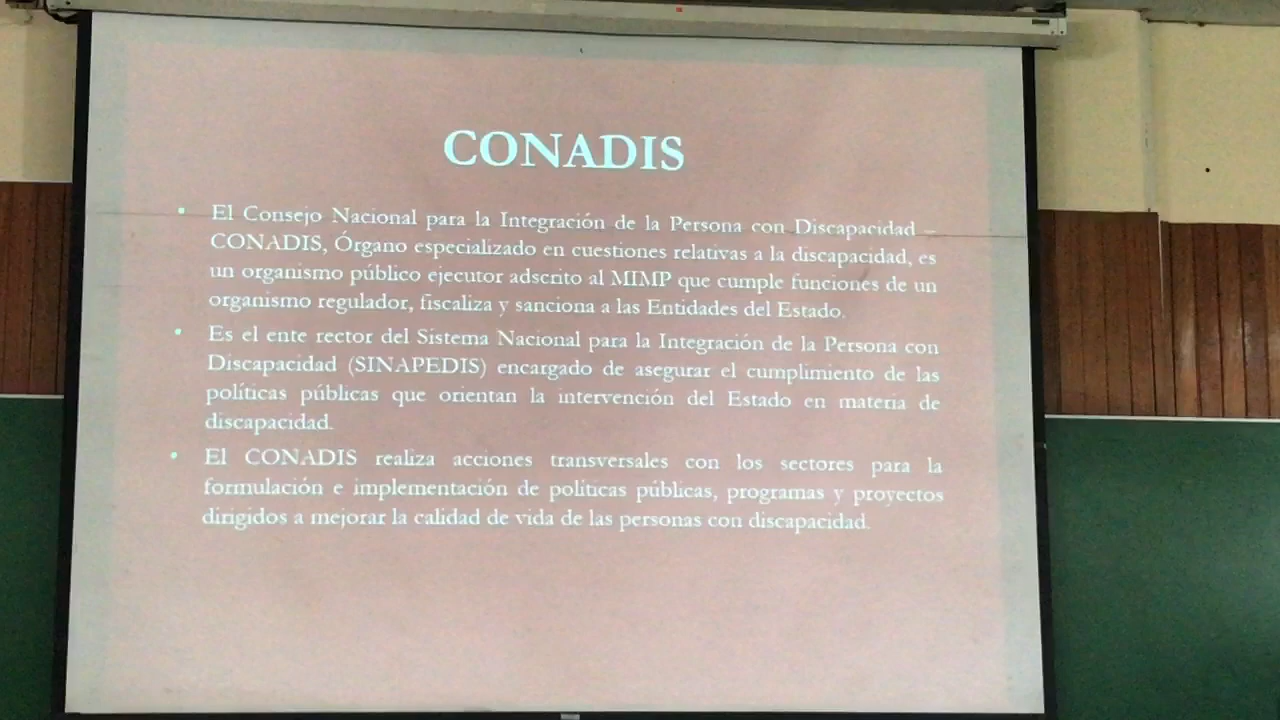 CONADIS
• El Consejo Nacional para la Integración de la Persona con Discapacidad –
CONADIS, Órgano especializado en cuestiones relativas a la discapacidad, es
un organismo público ejecutor adscrito al MIMP que cumple funciones de un
organismo regulador, fiscaliza y sanciona a las Entidades del Estado.
• Es el ente rector del Sistema Nacional para la Integración de la Persona con
Discapacidad (SINAPEDIS) encargado de asegurar el cumplimiento de las
políticas públicas que orientan la intervención del Estado en materia de
discapacidad.
• El CONADIS realiza acciones transversales con los sectores para la
formulación e implementación de políticas públicas, programas y proyectos
dirigidos a mejorar la calidad de vida de las personas con discapacidad.